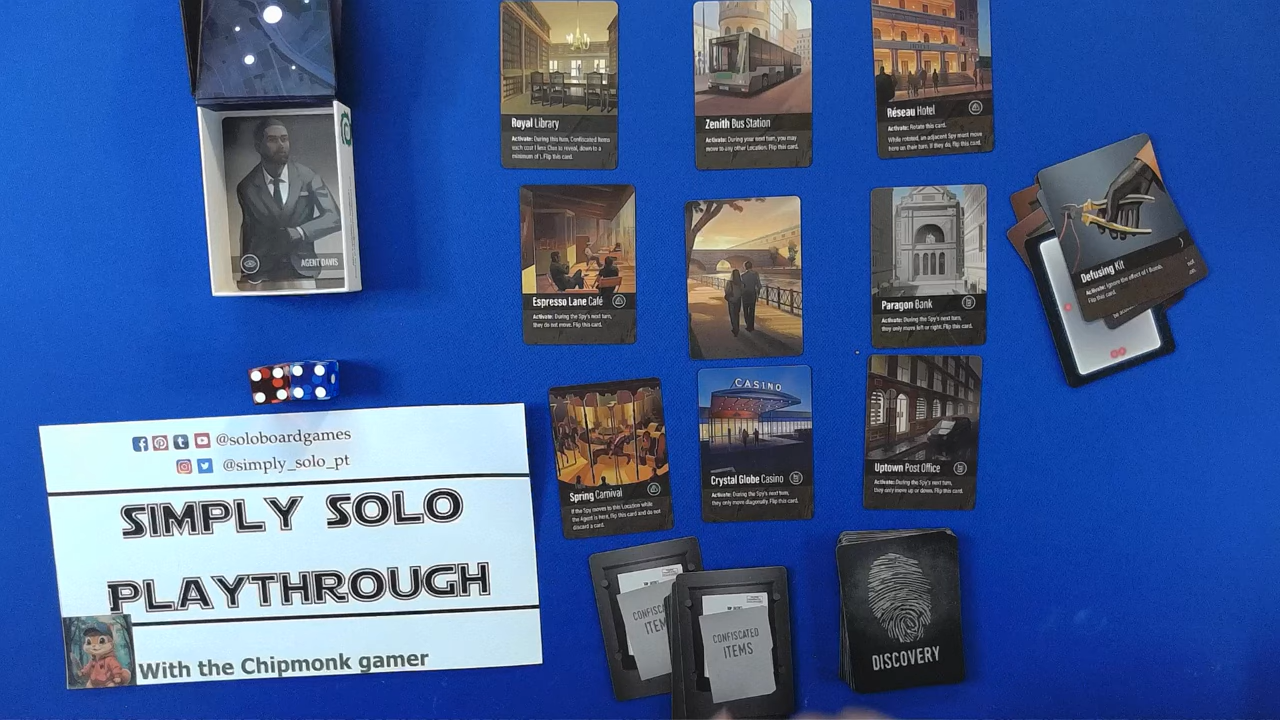 AGENT DAVIS
Royal Library
Activate: During this turn, Confiscated Items
each cost 1 less Clue to reveal, down to a
minimum of 1. Flip this card.
Zenith Bus Station
Activate: During your next turn, you may
move to any other Location. Flip this card.
Réseau Hotel
Activate: Rotate this card.
While rotated, an adjacent Spy must move
here on their turn. If they do, flip this card.
Espresso Lane Café
Activate: During the Spy's next turn,
they do not move. Flip this card.
Paragon Bank
Activate: During the Spy's next turn,
they only move left or right. Flip this card.
Defusing Kit
Activate: Ignore the effect of 1 Bomb.
Flip this card.
Spring Carnival
If the Spy moves to this Location while
the Agent is here, flip this card and do not
discard a card.
CASINO
Crystal Globe Casino
Activate: During the Spy's next turn,
they only move diagonally. Flip this card.
Uptown Post Office
Activate: During the Spy's next turn,
they only move up or down. Flip this card.
@soloboardgames
@simply_solo_pt
SIMPLY SOLO
PLAYTHROUGH
With the Chipmonk gamer
CONFISCATED
ITEMS
DISCOVERY